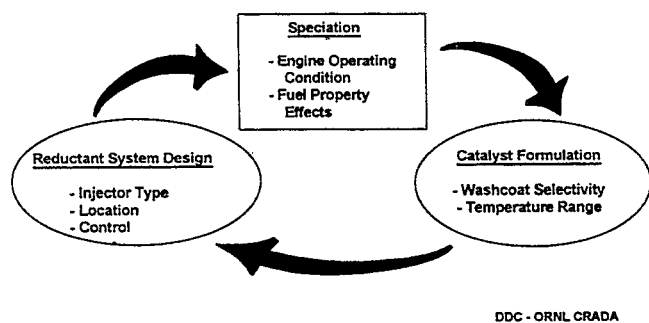 Speciation
- Engine Operating
Condition
- Fuel Property
Effects
Reductant System Design
- Injector Type
- Location
- Control
Catalyst Formulation
- Washcoat Selectivity
- Temperature Range
DDC - ORNL CRADA